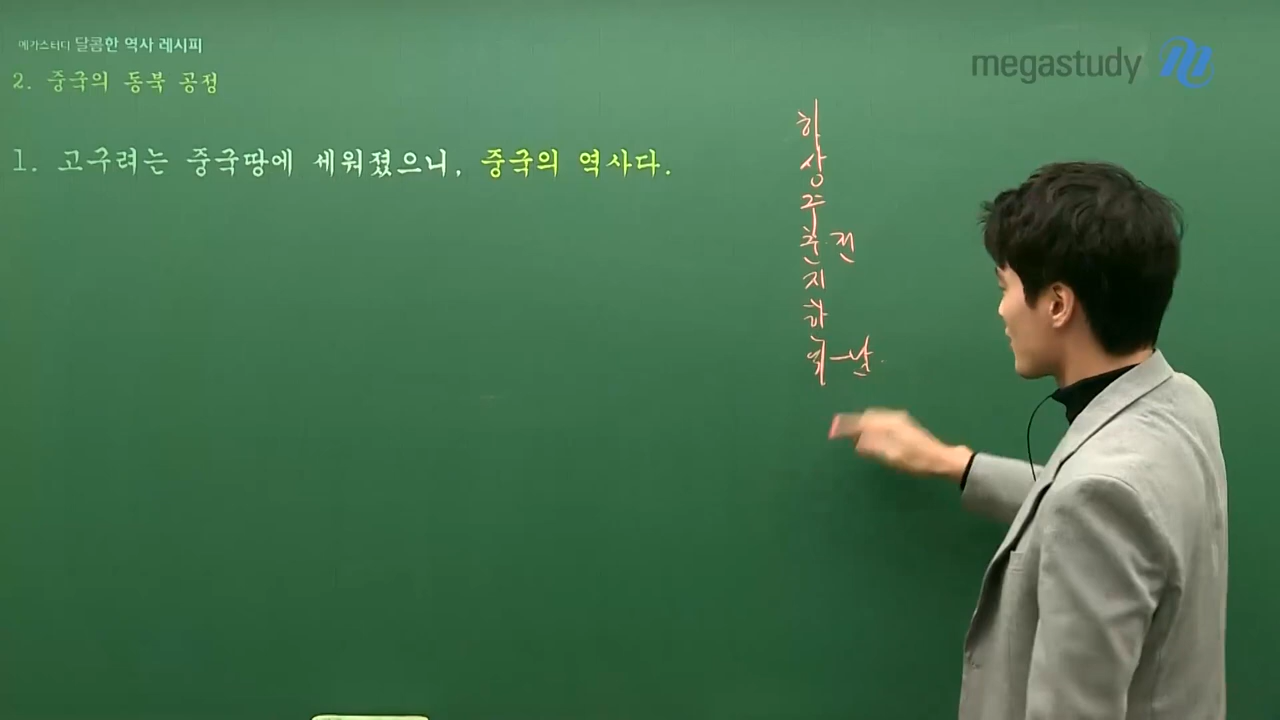 메가스터디 달콤한 역사 레시피
megastudy
2. 중국의 동북 공정
1. 고구려는 중국땅에 세워졌으니, 중국의 역사다.
하
상
주
춘 전
지
한
위-남